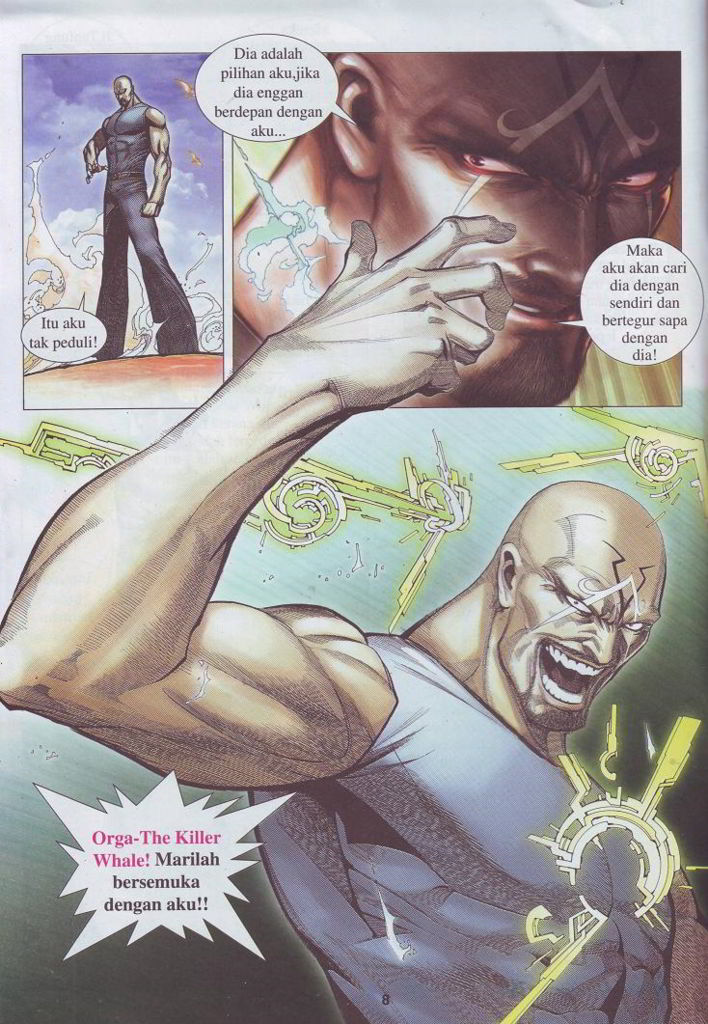 Itu aku
tak peduli!
Dia adalah
pilihan aku,jika
dia enggan
berdepan dengan
aku...
Maka
aku akan cari
dia dengan
sendiri dan
bertegur sapa
dengan
dia!
Orga-The Killer
Whale! Marilah
bersemuka
dengan aku!!
8